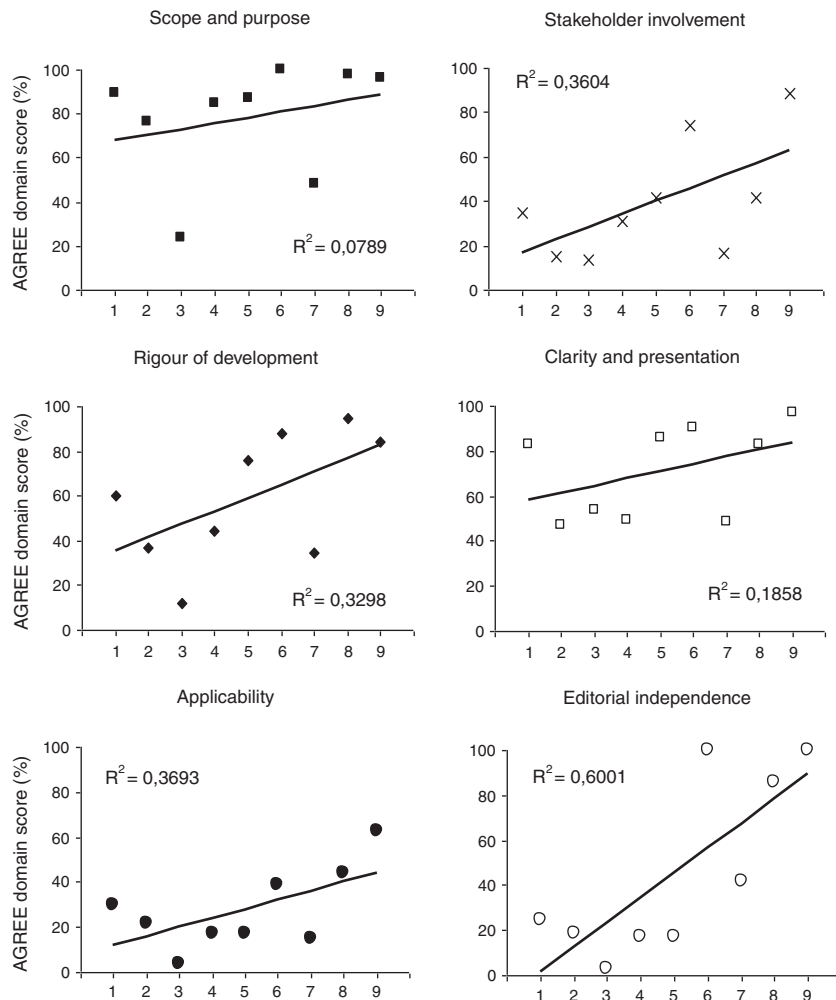 Scope and purpose
AGREE domain score (%)
100
80
60
40
20
0
R2 = 0,0789
1 2 3 4 5 6 7 8 9
Stakeholder involvement
100
80
60
40
20
0
R2 = 0,3604
1 2 3 4 5 6 7 8 9
Rigour of development
AGREE domain score (%)
100
80
60
40
20
0
R2 = 0,3298
1 2 3 4 5 6 7 8 9
Clarity and presentation
100
80
60
40
20
0
R2 = 0,1858
1 2 3 4 5 6 7 8 9
Applicability
AGREE domain score (%)
100
80
60
40
20
0
R2 = 0,3693
1 2 3 4 5 6 7 8 9
Editorial independence
100
80
60
40
20
0
R2 = 0,6001
1 2 3 4 5 6 7 8 9